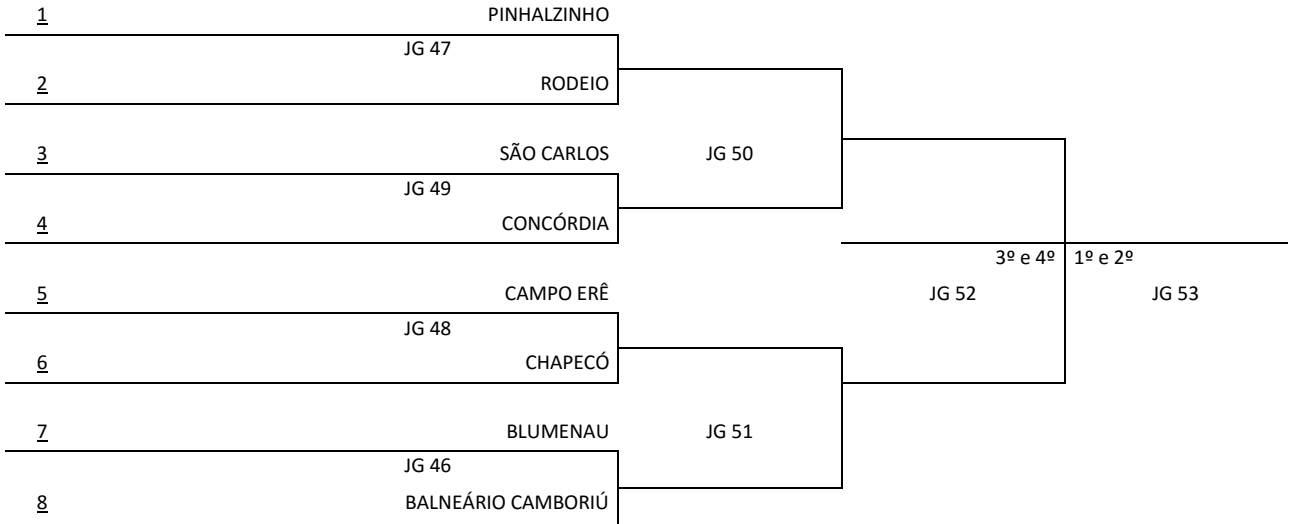 1 PINHALZINHO
JG 47
2 RODEIO
3 SÃO CARLOS JG 50
JG 49
4 CONCÓRDIA
3º e 4º 1º e 2º
5 CAMPO ERÊ JG 52 JG 53
JG 48
6 CHAPECÓ
7 BLUMENAU JG 51
JG 46
8 BALNEÁRIO CAMBORIÚ